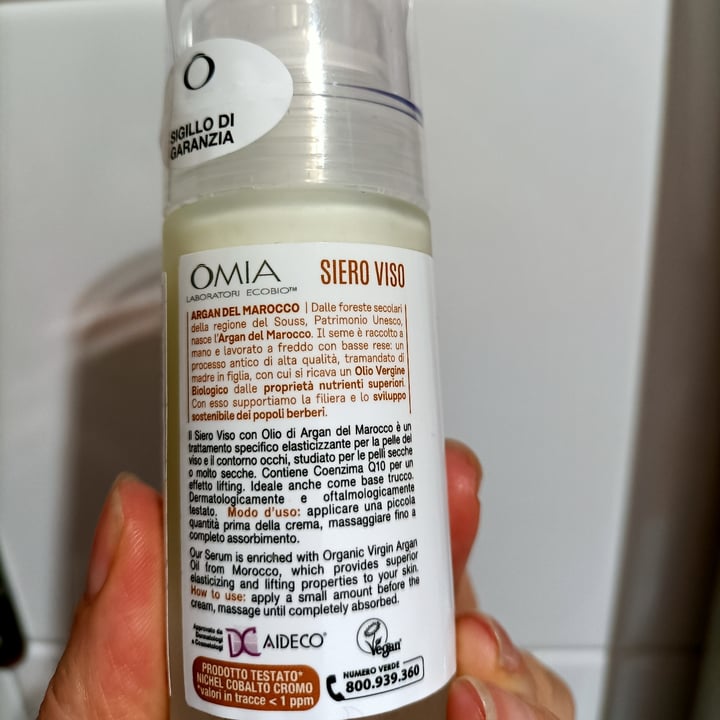 Ō
SIGILLO DI
GARANZIA
OMIA
LABORATORI ECOBIO™
SIERO VISO
ARGAN DEL MAROCCO | Dalle foreste secolari
della regione del Souss, Patrimonio Unesco,
nasce l'Argan del Marocco. Il seme è raccolto a
mano e lavorato a freddo con basse rese: un
processo antico di alta qualità, tramandato di
madre in figlia, con cui si ricava un Olio Vergine
Biologico dalle proprietà nutrienti superiori.
Con esso supportiamo la filiera e lo sviluppo
sostenibile dei popoli berberi.
Il Siero Viso con Olio di Argan del Marocco è un
trattamento specifico elasticizzante per la pelle del
viso e il contorno occhi, studiato per le pelli secche
o molto secche. Contiene Coenzima Q10 per un
effetto lifting. Ideale anche come base trucco.
Dermatologicamente e oftalmologicamente
testato. Modo d'uso: applicare una piccola
quantità prima della crema, massaggiare fino a
completo assorbimento.
Our Serum is enriched with Organic Virgin Argan
Oil from Morocco, which provides superior
elasticizing and lifting properties to your skin.
How to use: apply a small amount before the
cream, massage until completely absorbed.
Approvato da
Dermatologi
e Cosmetologi
DC AIDECO®
Vegan
PRODOTTO TESTATO*
NICHEL COBALTO CROMO
*valori in tracce < 1 ppm
NUMERO VERDE
800.939.360